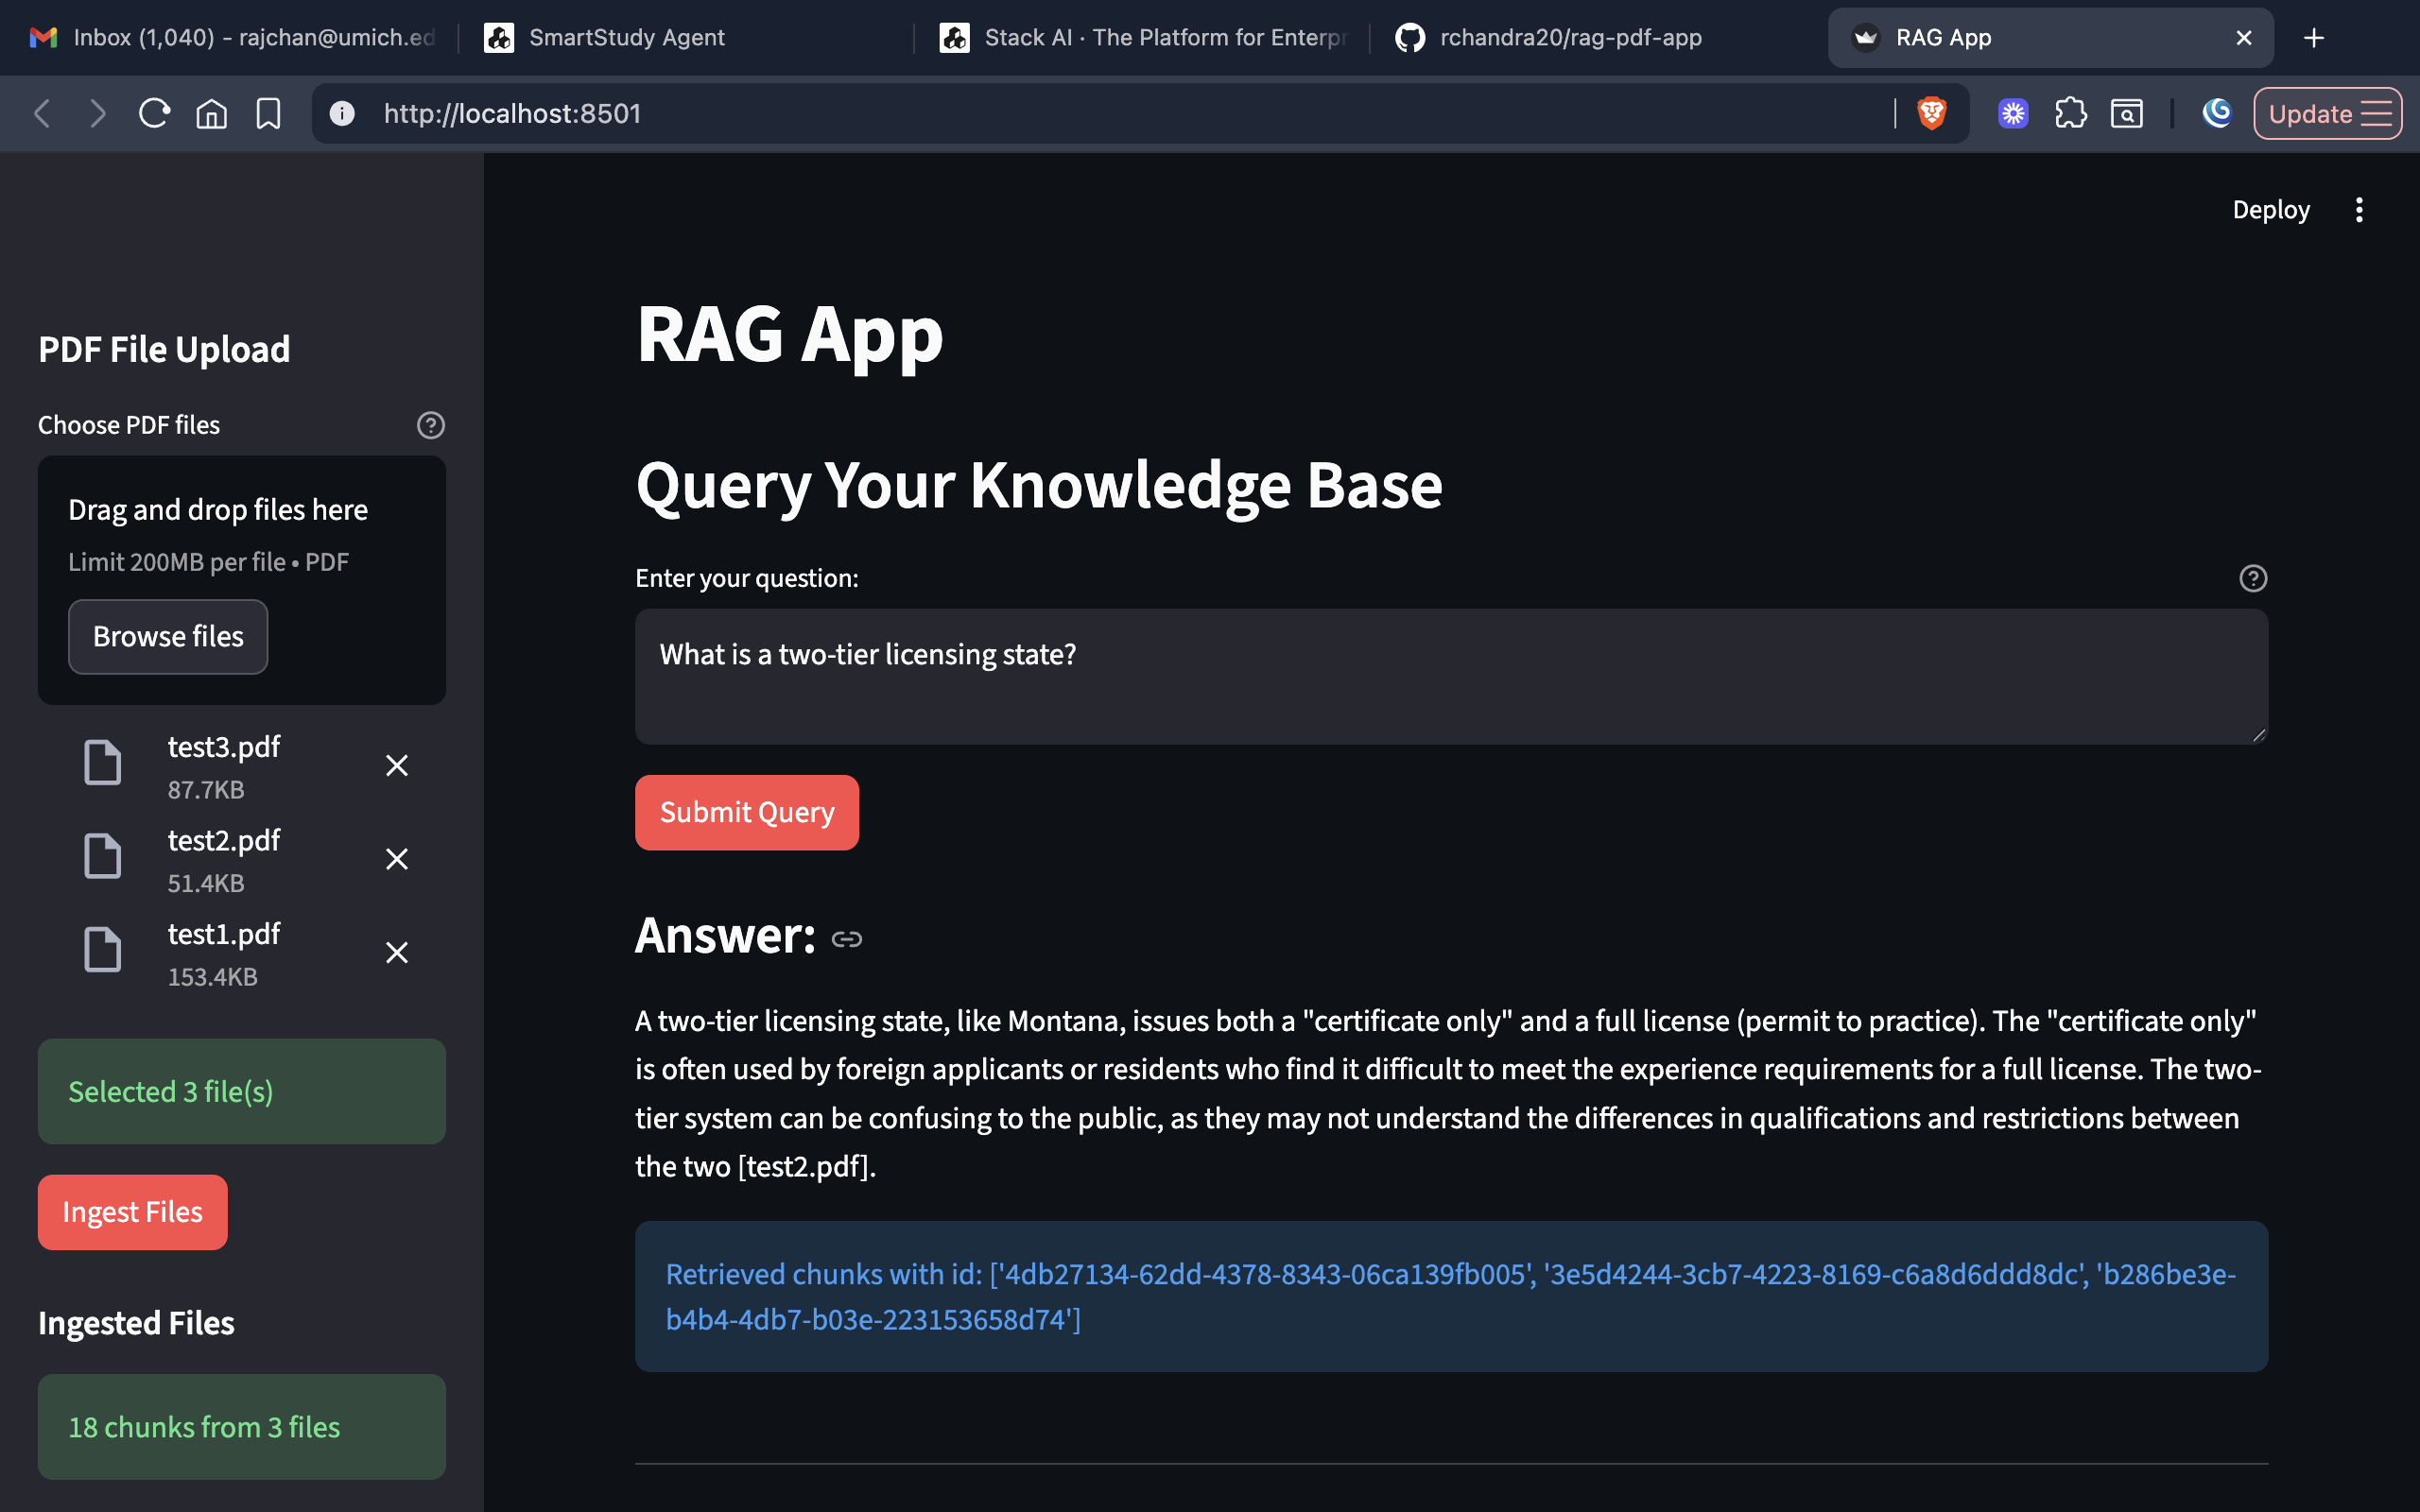 Inbox (1,040) - rajchan@umich.ed
SmartStudy Agent
Stack AI · The Platform for Enterpr
rchandra20/rag-pdf-app
RAG App
http://localhost:8501
Update
Deploy
PDF File Upload
Choose PDF files
Drag and drop files here
Limit 200MB per file • PDF
Browse files
test3.pdf
87.7KB
test2.pdf
51.4KB
test1.pdf
153.4KB
Selected 3 file(s)
Ingest Files
Ingested Files
18 chunks from 3 files
RAG App
Query Your Knowledge Base
Enter your question:
What is a two-tier licensing state?
Submit Query
Answer:
A two-tier licensing state, like Montana, issues both a "certificate only" and a full license (permit to practice). The "certificate only"
is often used by foreign applicants or residents who find it difficult to meet the experience requirements for a full license. The two-
tier system can be confusing to the public, as they may not understand the differences in qualifications and restrictions between
the two [test2.pdf].
Retrieved chunks with id: ['4db27134-62dd-4378-8343-06ca139fb005', '3e5d4244-3cb7-4223-8169-c6a8d6ddd8dc', 'b286be3e-
b4b4-4db7-b03e-223153658d74']